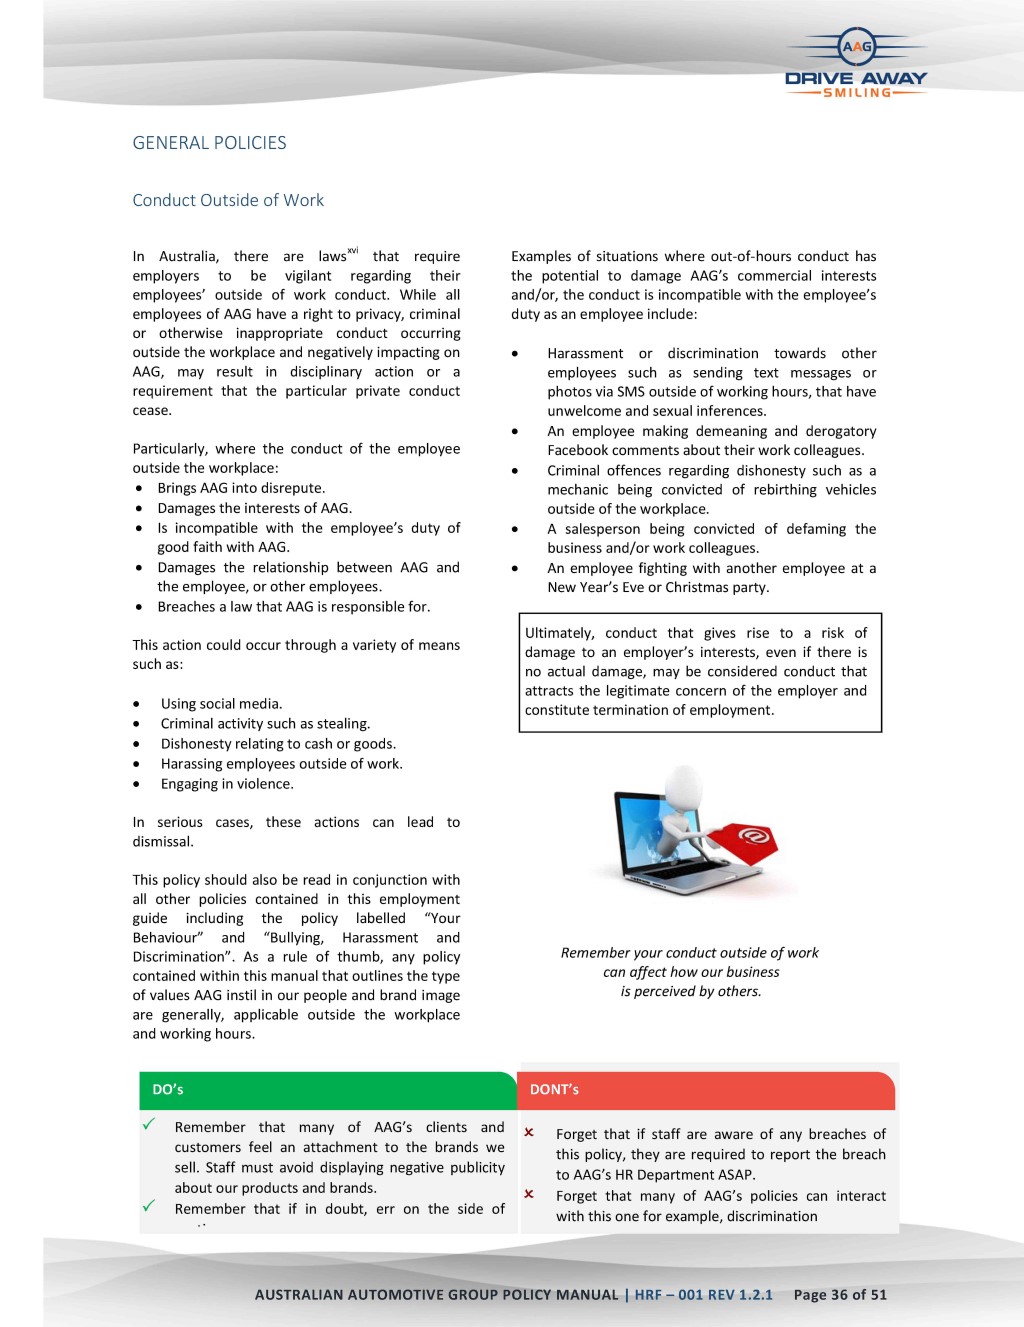 AAG
DRIVE AWAY
SMILING
GENERAL POLICIES
Conduct Outside of Work
In Australia, there are laws^xvi that require
employers to be vigilant regarding their
employees’ outside of work conduct. While all
employees of AAG have a right to privacy, criminal
or otherwise inappropriate conduct occurring
outside the workplace and negatively impacting on
AAG, may result in disciplinary action or a
requirement that the particular private conduct
cease.
Particularly, where the conduct of the employee
outside the workplace:
• Brings AAG into disrepute.
• Damages the interests of AAG.
• Is incompatible with the employee’s duty of
good faith with AAG.
• Damages the relationship between AAG and
the employee, or other employees.
• Breaches a law that AAG is responsible for.
This action could occur through a variety of means
such as:
• Using social media.
• Criminal activity such as stealing.
• Dishonesty relating to cash or goods.
• Harassing employees outside of work.
• Engaging in violence.
In serious cases, these actions can lead to
dismissal.
This policy should also be read in conjunction with
all other policies contained in this employment
guide including the policy labelled “Your
Behaviour” and “Bullying, Harassment and
Discrimination”. As a rule of thumb, any policy
contained within this manual that outlines the type
of values AAG instil in our people and brand image
are generally, applicable outside the workplace
and working hours.
Examples of situations where out-of-hours conduct has
the potential to damage AAG’s commercial interests
and/or, the conduct is incompatible with the employee’s
duty as an employee include:
• Harassment or discrimination towards other
employees such as sending text messages or
photos via SMS outside of working hours, that have
unwelcome and sexual inferences.
• An employee making demeaning and derogatory
Facebook comments about their work colleagues.
• Criminal offences regarding dishonesty such as a
mechanic being convicted of rebirthing vehicles
outside of the workplace.
• A salesperson being convicted of defaming the
business and/or work colleagues.
• An employee fighting with another employee at a
New Year’s Eve or Christmas party.
Ultimately, conduct that gives rise to a risk of
damage to an employer’s interests, even if there is
no actual damage, may be considered conduct that
attracts the legitimate concern of the employer and
constitute termination of employment.
@
Remember your conduct outside of work
can affect how our business
is perceived by others.
DO’s
✓ Remember that many of AAG’s clients and
customers feel an attachment to the brands we
sell. Staff must avoid displaying negative publicity
about our products and brands.
✓ Remember that if in doubt, err on the side of
DONT’s
✘ Forget that if staff are aware of any breaches of
this policy, they are required to report the breach
to AAG’s HR Department ASAP.
✘ Forget that many of AAG’s policies can interact
with this one for example, discrimination
AUSTRALIAN AUTOMOTIVE GROUP POLICY MANUAL | HRF – 001 REV 1.2.1 Page 36 of 51